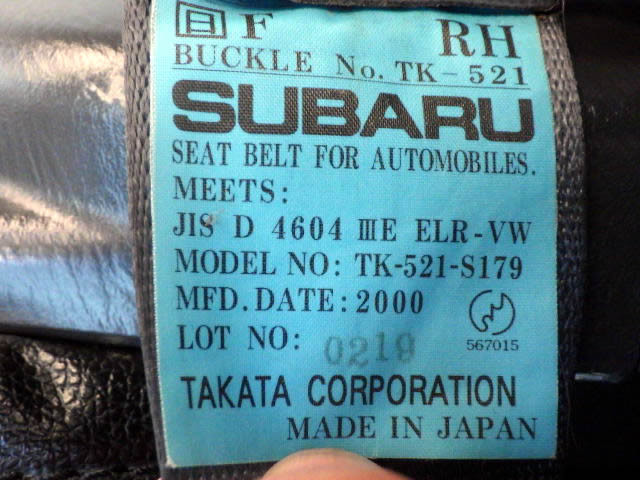 自 F RH
BUCKLE No. TK-521
SUBARU
SEAT BELT FOR AUTOMOBILES.
MEETS:
JIS D 4604 ⅢE ELR-VW
MODEL NO: TK-521-S179
MFD.DATE:2000
LOT NO: 0219
567015
TAKATA CORPORATION
MADE IN JAPAN